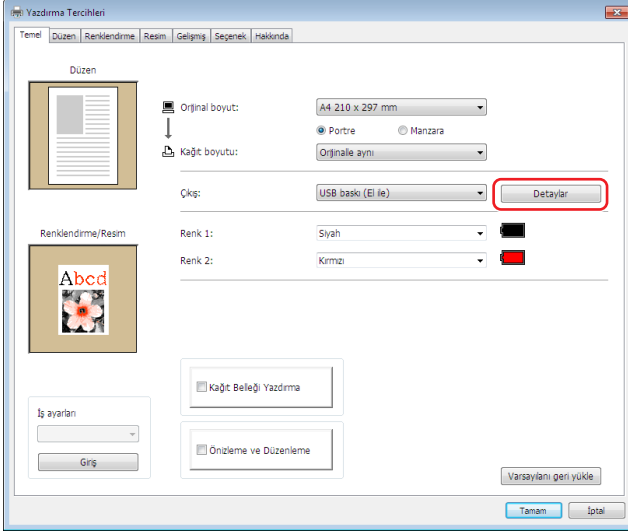 Yazdırma Tercihleri
Temel Düzen Renklendirme Resim Gelişmiş Seçenek Hakkında
Düzen
Orijinal boyut: A4 210 x 297 mm
Portre Manzara
Kağıt boyutu: Orijinalle aynı
Çıkış: USB baskı (El ile) Detaylar
Renklendirme/Resim
Renk 1: Siyah
Renk 2: Kırmızı
Abcd
Kağıt Belleği Yazdırma
İş ayarları
Önizleme ve Düzenleme
Giriş
Varsayılanı geri yükle
Tamam İptal